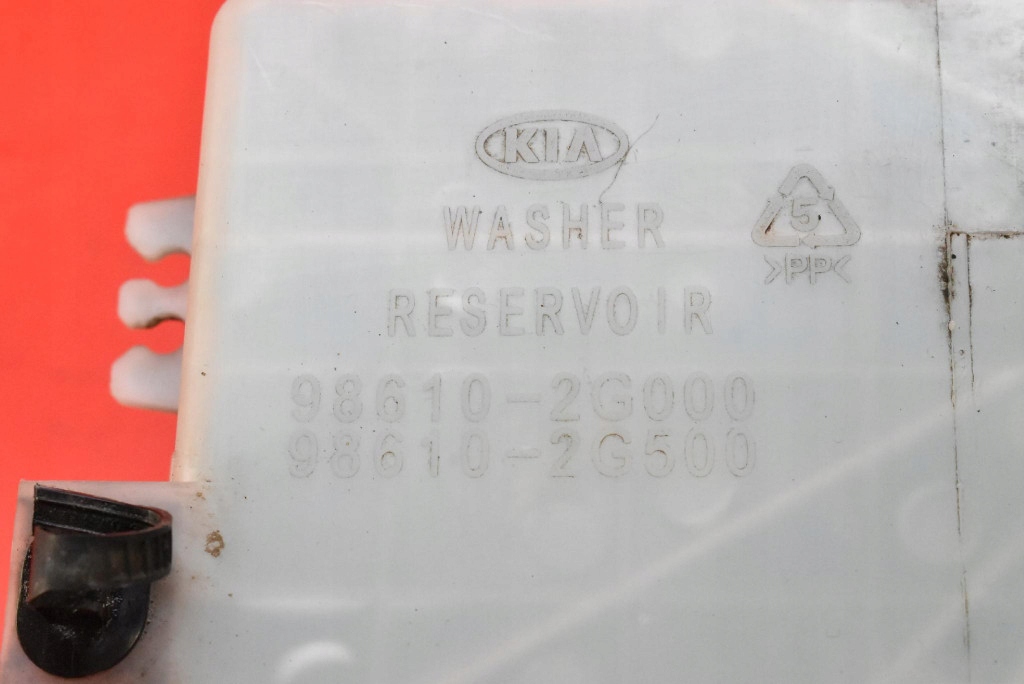 KIA
WASHER
5
>PP<
RESERVOIR
98610-2G000
98610-2G500